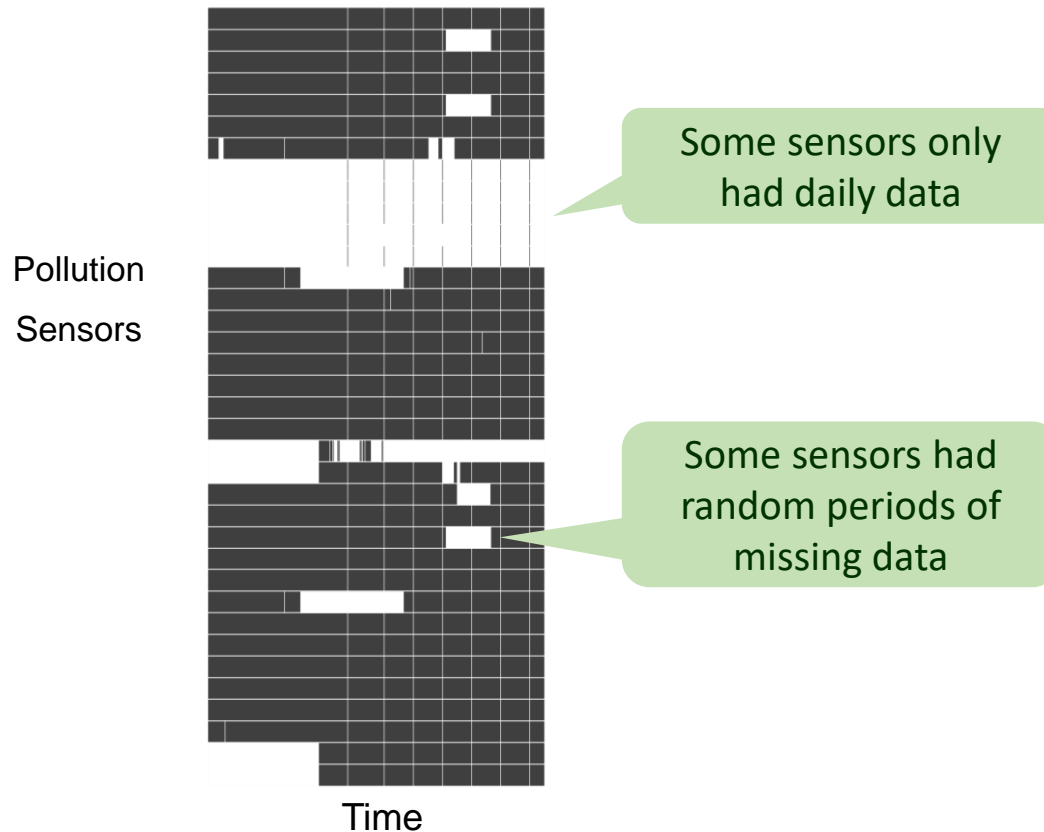 Some sensors only
had daily data
Pollution
Sensors
Some sensors had
random periods of
missing data
Time